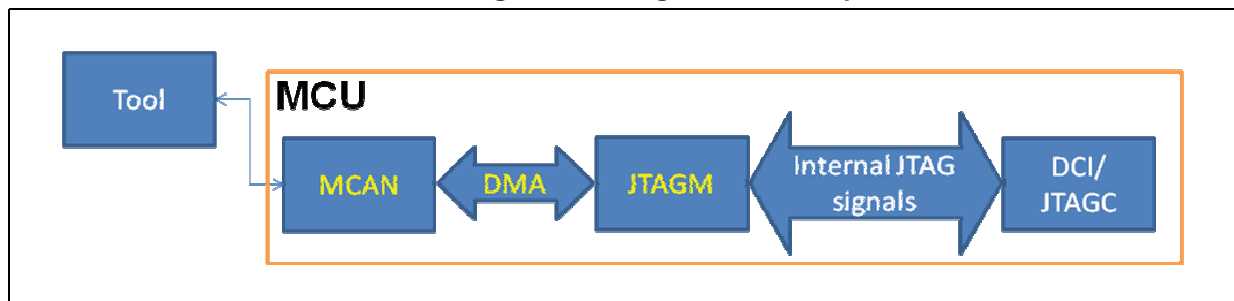 Tool
MCU
MCAN
DMA
JTAGM
Internal JTAG
signals
DCI/
JTAGC